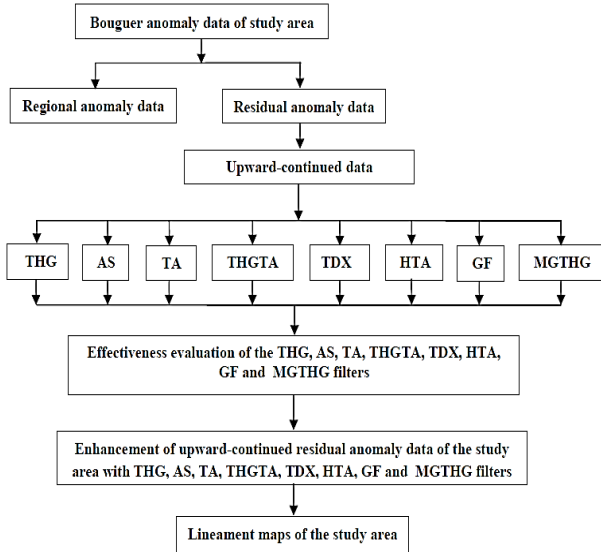 Bouguer anomaly data of study area
Regional anomaly data
Residual anomaly data
Upward-continued data
THG
AS
TA
THGTA
TDX
HTA
GF
MGTHG
Effectiveness evaluation of the THG, AS, TA, THGTA, TDX, HTA,
GF and MGTHG filters
Enhancement of upward-continued residual anomaly data of the study
area with THG, AS, TA, THGTA, TDX, HTA, GF and MGTHG filters
Lineament maps of the study area